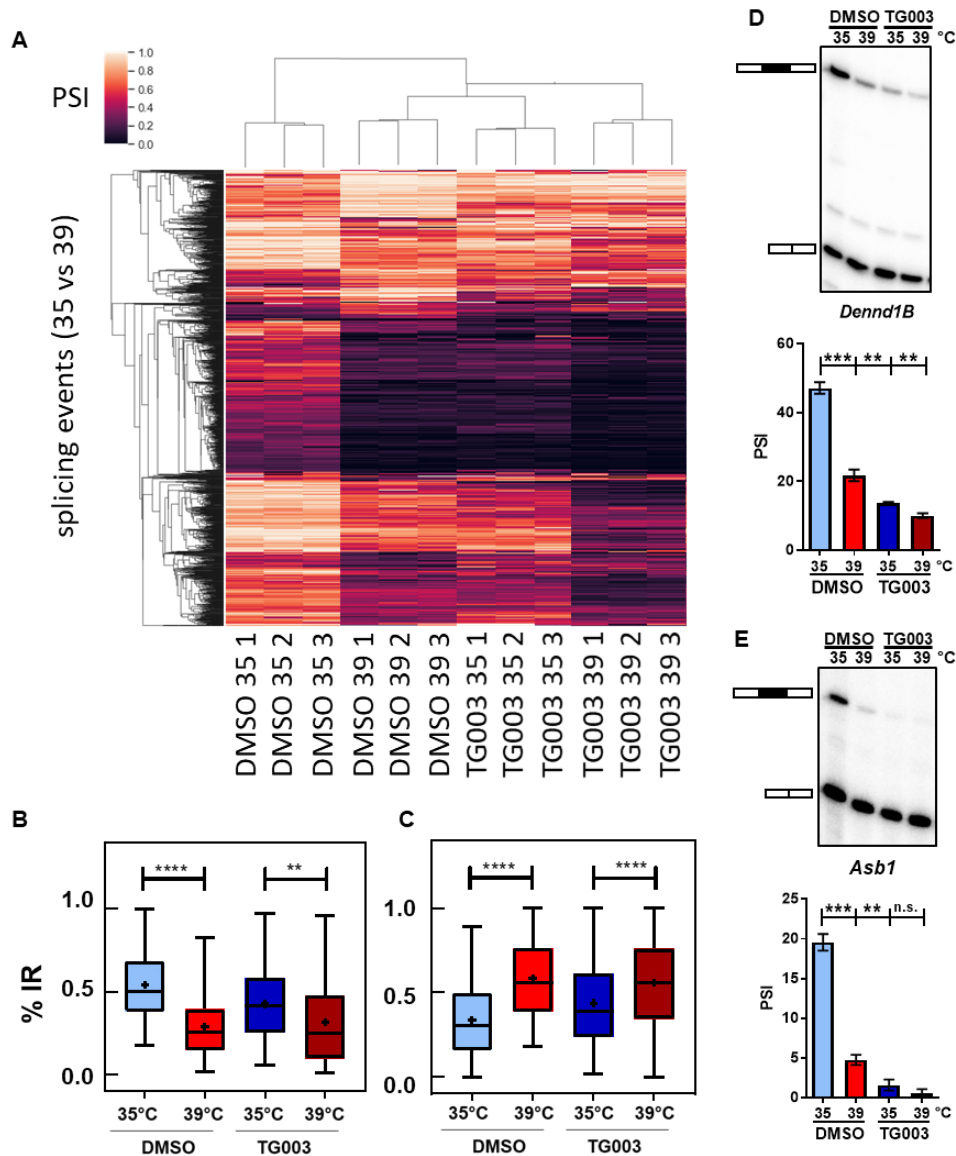 A
PSI
1.0
0.8
0.6
0.4
0.2
0.0
splicing events (35 vs 39)
DMSO 35 1
DMSO 35 2
DMSO 35 3
DMSO 39 1
DMSO 39 2
DMSO 39 3
TG003 35 1
TG003 35 2
TG003 35 3
TG003 39 1
TG003 39 2
TG003 39 3
B
% IR
1.0
0.5
0.0
****
**
35°C 39°C 35°C 39°C
DMSO TG003
C
1.0
0.5
0.0
****
****
35°C 39°C 35°C 39°C
DMSO TG003
D
DMSO TG003
35 39 35 39 °C
Dennd1B
PSI
60
40
20
0
*** ** **
35 39 35 39 °C
DMSO TG003
E
DMSO TG003
35 39 35 39 °C
Asb1
PSI
25
20
15
10
5
0
*** ** n.s.
35 39 35 39 °C
DMSO TG003